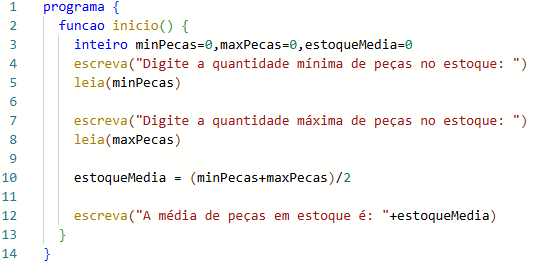 1 programa {
2 funcao inicio() {
3 inteiro minPecas=0,maxPecas=0,estoqueMedia=0
4 escreva("Digite a quantidade mínima de peças no estoque: ")
5 leia(minPecas)
6
7 escreva("Digite a quantidade máxima de peças no estoque: ")
8 leia(maxPecas)
9
10 estoqueMedia = (minPecas+maxPecas)/2
11
12 escreva("A média de peças em estoque é: "+estoqueMedia)
13 }
14 }